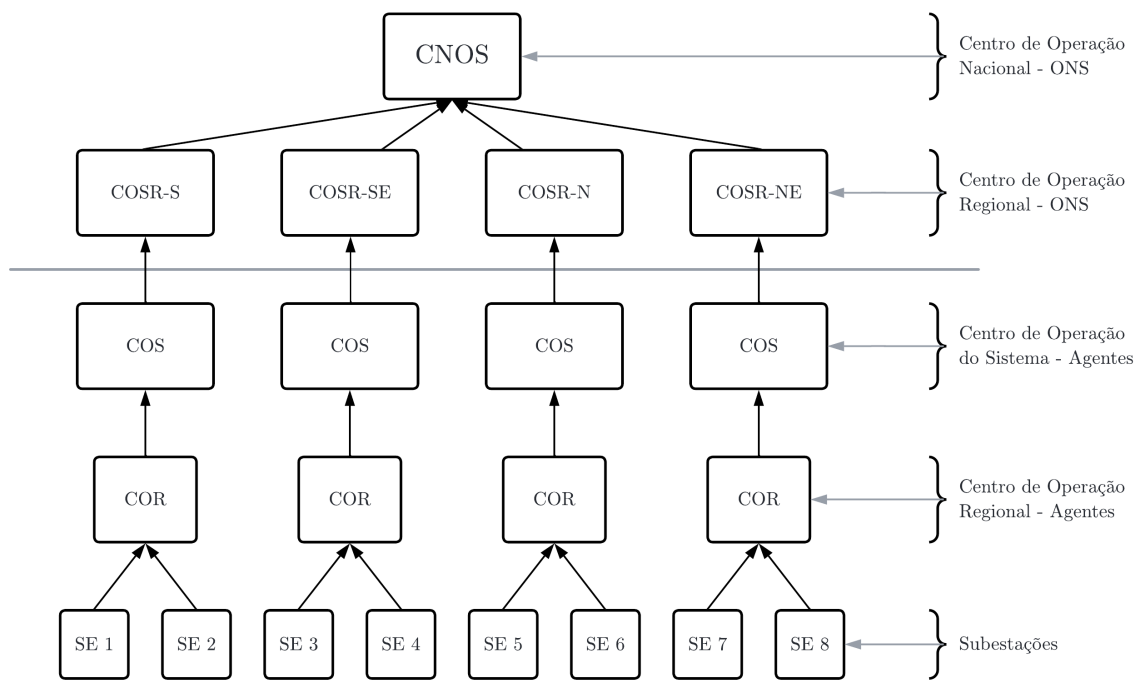 CNOS
Centro de Operação
Nacional - ONS
COSR-S
COSR-SE
COSR-N
COSR-NE
Centro de Operação
Regional - ONS
COS
COS
COS
COS
Centro de Operação
do Sistema - Agentes
COR
COR
COR
COR
Centro de Operação
Regional - Agentes
SE 1
SE 2
SE 3
SE 4
SE 5
SE 6
SE 7
SE 8
Subestações